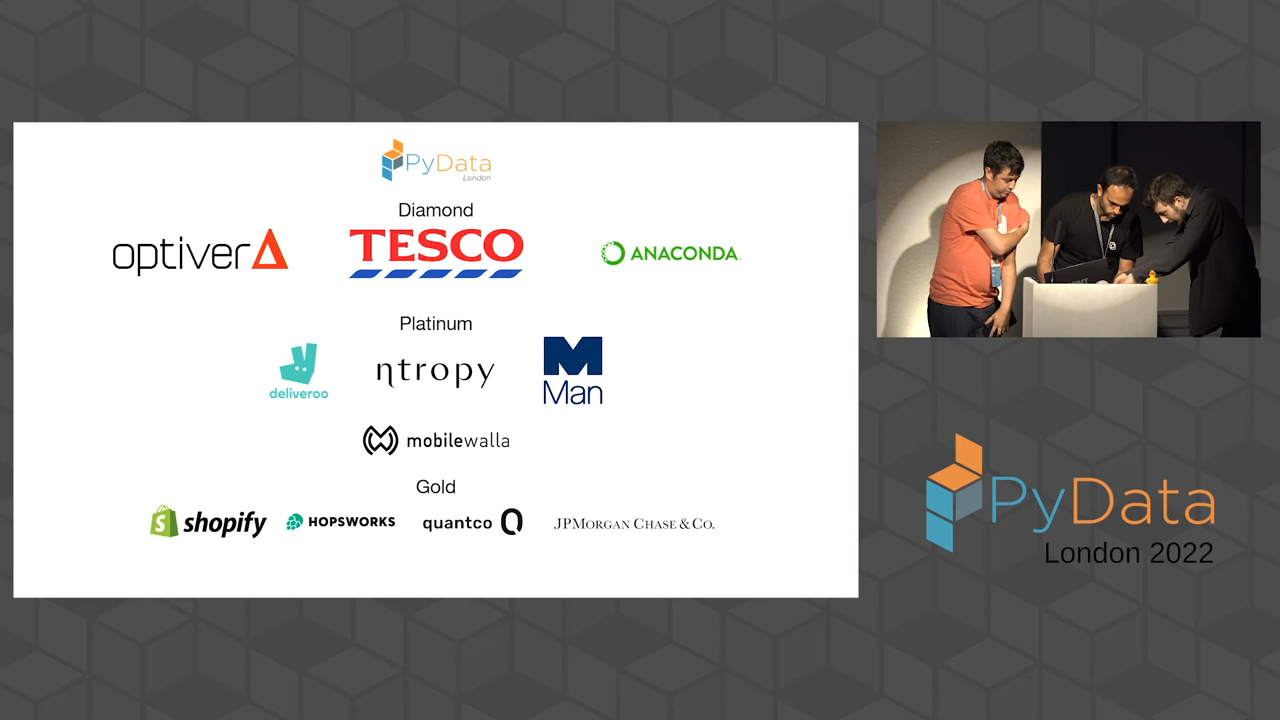 PyData
London
Diamond
optiver
TESCO
ANACONDA.
Platinum
deliveroo
ntropy
Man
mobilewalla
Gold
shopify
HOPSWORKS
quantco
JPMORGAN CHASE & CO.
PyData
London 2022